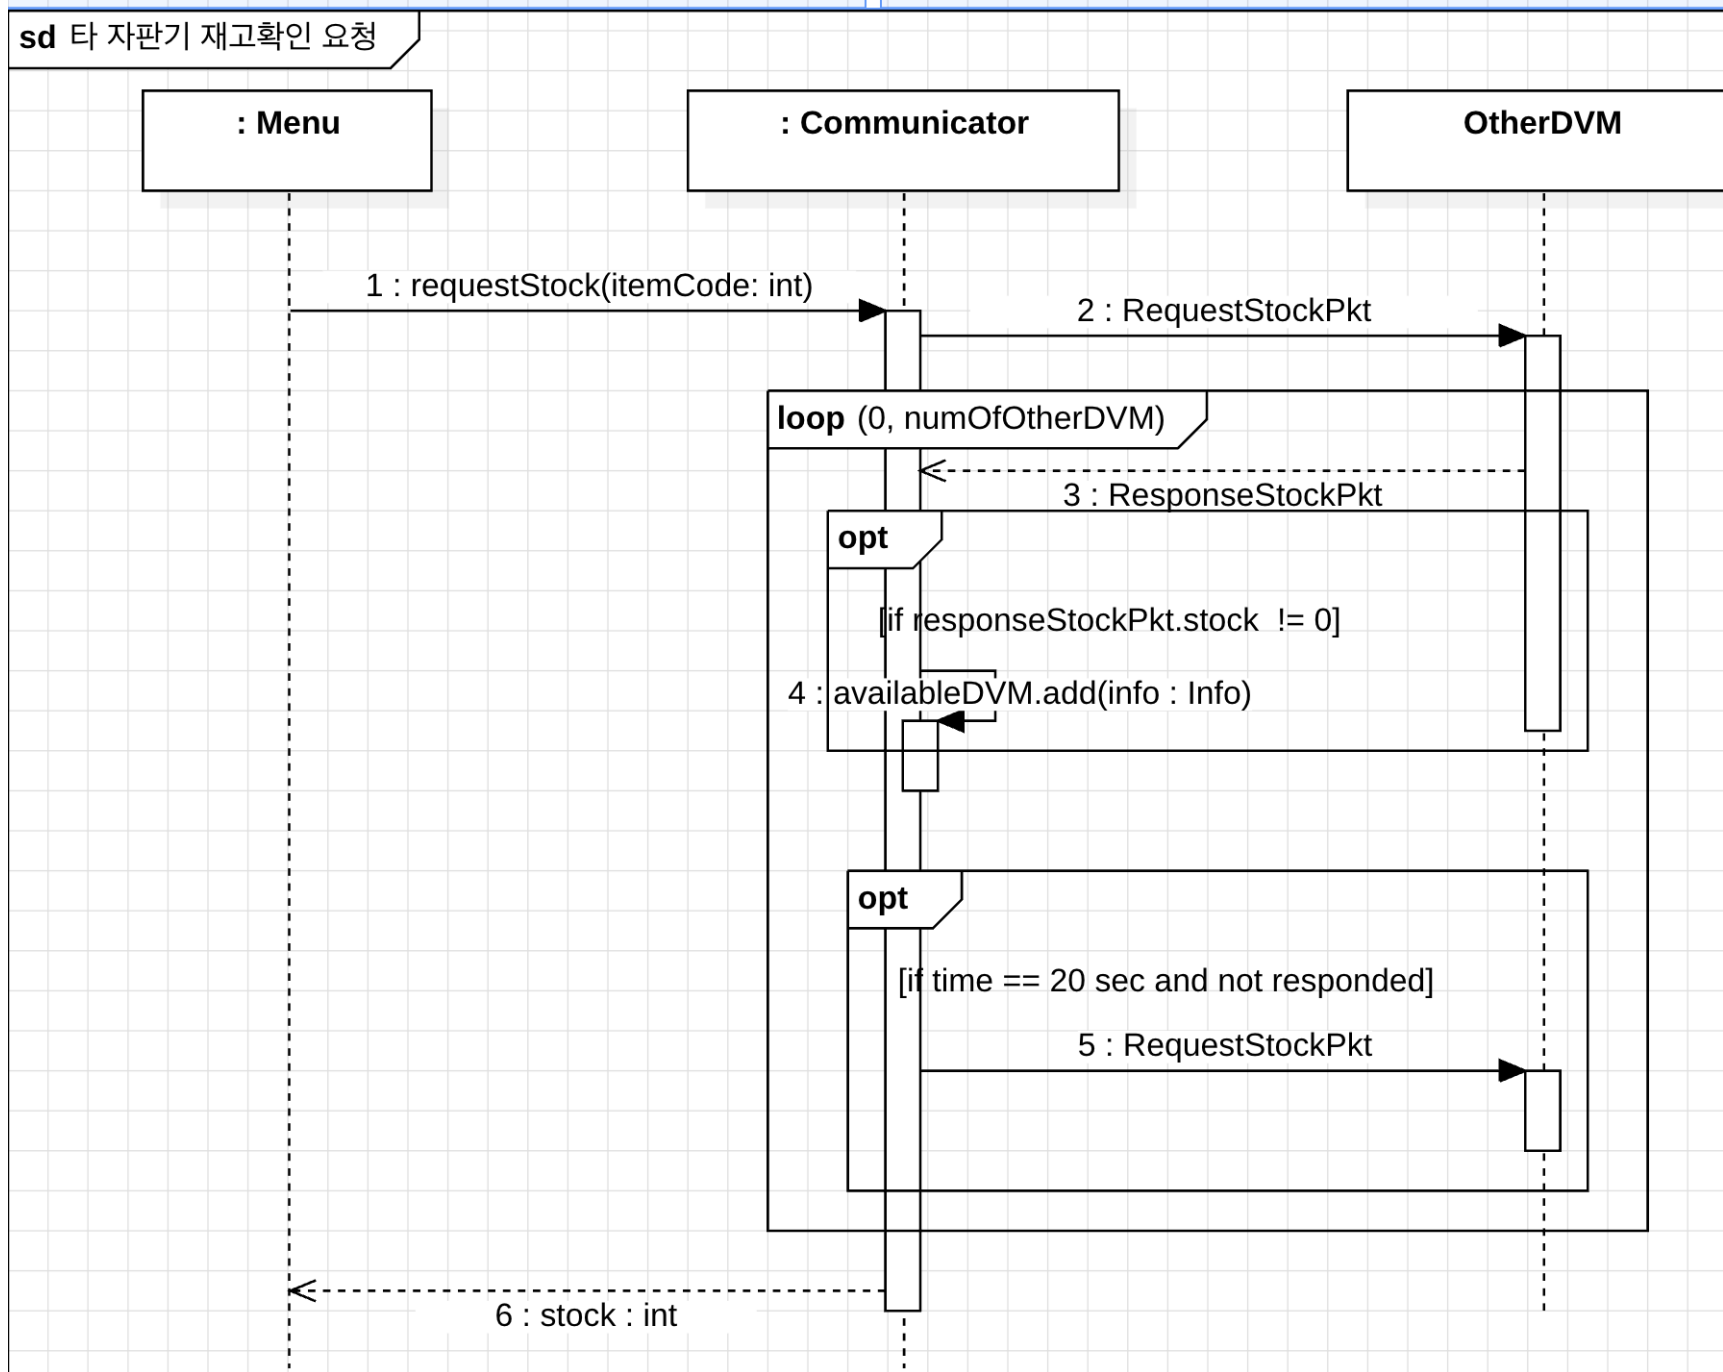 sd 타 자판기 재고확인 요청
: Menu
: Communicator
OtherDVM
1 : requestStock(itemCode: int)
2 : RequestStockPkt
loop (0, numOfOtherDVM)
3 : ResponseStockPkt
opt
[if responseStockPkt.stock != 0]
4 : availableDVM.add(info : Info)
opt
[if time == 20 sec and not responded]
5 : RequestStockPkt
6 : stock : int